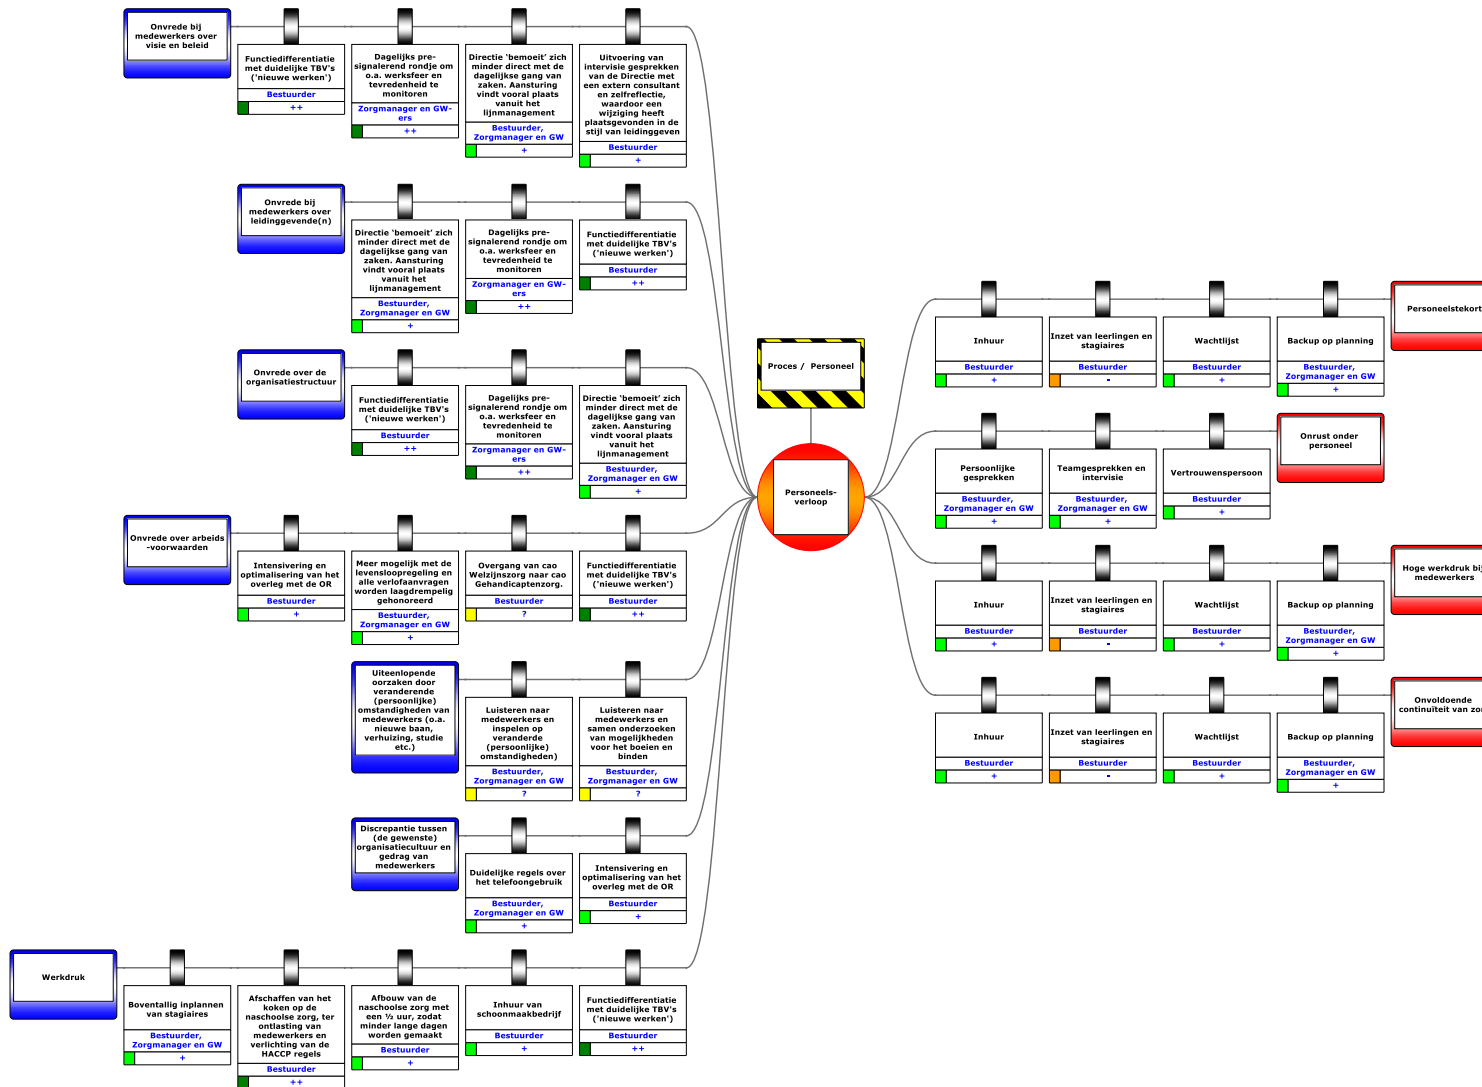 Onvrede bij
medewerkers over
visie en beleid
Functiedifferentiatie
met duidelijke TBV's
('nieuwe werken')
Bestuurder
++
Dagelijks pre-
signalerend rondje om
o.a. werksfeer en
tevredenheid te
monitoren
Zorgmanager en GW-
ers
++
Directie ‘bemoeit’ zich
minder direct met de
dagelijkse gang van
zaken. Aansturing
vindt vooral plaats
vanuit het
lijnmanagement
Bestuurder,
Zorgmanager en GW
+
Uitvoering van
intervisie gesprekken
van de Directie met
een extern consultant
en zelfreflectie,
waardoor een
wijziging heeft
plaatsgevonden in de
stijl van leidinggeven
Bestuurder
+
Onvrede bij
medewerkers over
leidinggevende(n)
Directie ‘bemoeit’ zich
minder direct met de
dagelijkse gang van
zaken. Aansturing
vindt vooral plaats
vanuit het
lijnmanagement
Bestuurder,
Zorgmanager en GW
+
Dagelijks pre-
signalerend rondje om
o.a. werksfeer en
tevredenheid te
monitoren
Zorgmanager en GW-
ers
++
Functiedifferentiatie
met duidelijke TBV's
('nieuwe werken')
Bestuurder
++
Onvrede over de
organisatiestructuur
Functiedifferentiatie
met duidelijke TBV's
('nieuwe werken')
Bestuurder
++
Dagelijks pre-
signalerend rondje om
o.a. werksfeer en
tevredenheid te
monitoren
Zorgmanager en GW-
ers
++
Directie ‘bemoeit’ zich
minder direct met de
dagelijkse gang van
zaken. Aansturing
vindt vooral plaats
vanuit het
lijnmanagement
Bestuurder,
Zorgmanager en GW
+
Onvrede over arbeids
-voorwaarden
Intensivering en
optimalisering van het
overleg met de OR
Bestuurder
+
Meer mogelijk met de
levensloopregeling en
alle verlofaanvragen
worden laagdrempelig
gehonoreerd
Bestuurder,
Zorgmanager en GW
+
Overgang van cao
Welzijnszorg naar cao
Gehandicaptenzorg.
Bestuurder
?
Functiedifferentiatie
met duidelijke TBV's
('nieuwe werken')
Bestuurder
++
Uiteenlopende
oorzaken door
veranderende
(persoonlijke)
omstandigheden van
medewerkers (o.a.
nieuwe baan,
verhuizing, studie
etc.)
Luisteren naar
medewerkers en
inspelen op
veranderde
(persoonlijke)
omstandigheden)
Bestuurder,
Zorgmanager en GW
?
Luisteren naar
medewerkers en
samen onderzoeken
van mogelijkheden
voor het boeien en
binden
Bestuurder,
Zorgmanager en GW
?
Discrepantie tussen
(de gewenste)
organisatiecultuur en
gedrag van
medewerkers
Duidelijke regels over
het telefoongebruik
Bestuurder,
Zorgmanager en GW
+
Intensivering en
optimalisering van het
overleg met de OR
Bestuurder
+
Werkdruk
Boventallig inplannen
van stagiaires
Bestuurder,
Zorgmanager en GW
+
Afschaffen van het
koken op de
naschoolse zorg, ter
ontlasting van
medewerkers en
verlichting van de
HACCP regels
Bestuurder
++
Afbouw van de
naschoolse zorg met
een ½ uur, zodat
minder lange dagen
worden gemaakt
Bestuurder
+
Inhuur van
schoonmaakbedrijf
Bestuurder
+
Functiedifferentiatie
met duidelijke TBV's
('nieuwe werken')
Bestuurder
++
Proces / Personeel
Personeels-
verloop
Inhuur
Bestuurder
+
Inzet van leerlingen en
stagiaires
Bestuurder
-
Wachtlijst
Bestuurder
+
Backup op planning
Bestuurder,
Zorgmanager en GW
+
Personeelstekort
Persoonlijke
gesprekken
Bestuurder,
Zorgmanager en GW
+
Teamgesprekken en
intervisie
Bestuurder,
Zorgmanager en GW
+
Vertrouwenspersoon
Bestuurder
+
Onrust onder
personeel
Inhuur
Bestuurder
+
Inzet van leerlingen en
stagiaires
Bestuurder
-
Wachtlijst
Bestuurder
+
Backup op planning
Bestuurder,
Zorgmanager en GW
+
Hoge werkdruk bij
medewerkers
Inhuur
Bestuurder
+
Inzet van leerlingen en
stagiaires
Bestuurder
-
Wachtlijst
Bestuurder
+
Backup op planning
Bestuurder,
Zorgmanager en GW
+
Onvoldoende
continuïteit van zor